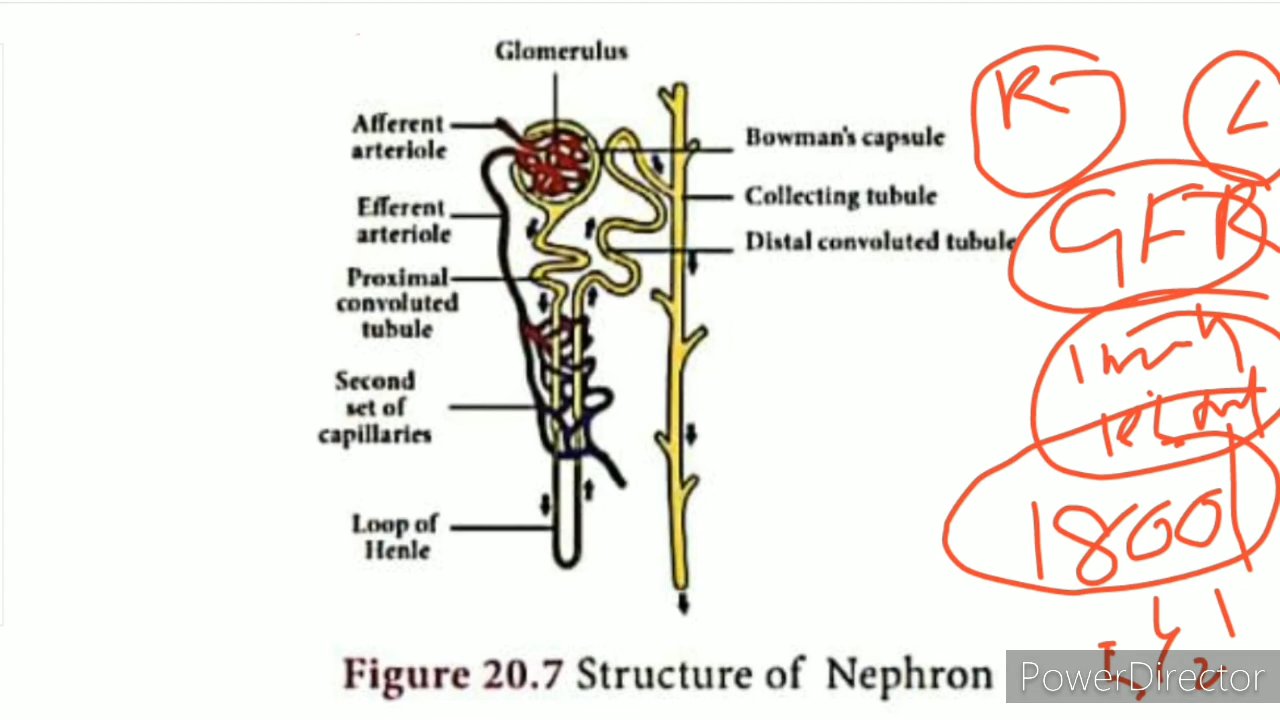 Glomerulus
Afferent
arteriole
Efferent
arteriole
Proximal
convoluted
tubule
Second
set of
capillaries
Loop of
Henle
Bowman's capsule
Collecting tubule
Distal convoluted tubule
Figure 20.7 Structure of Nephron
R
L
GFR
1800
PowerDirector